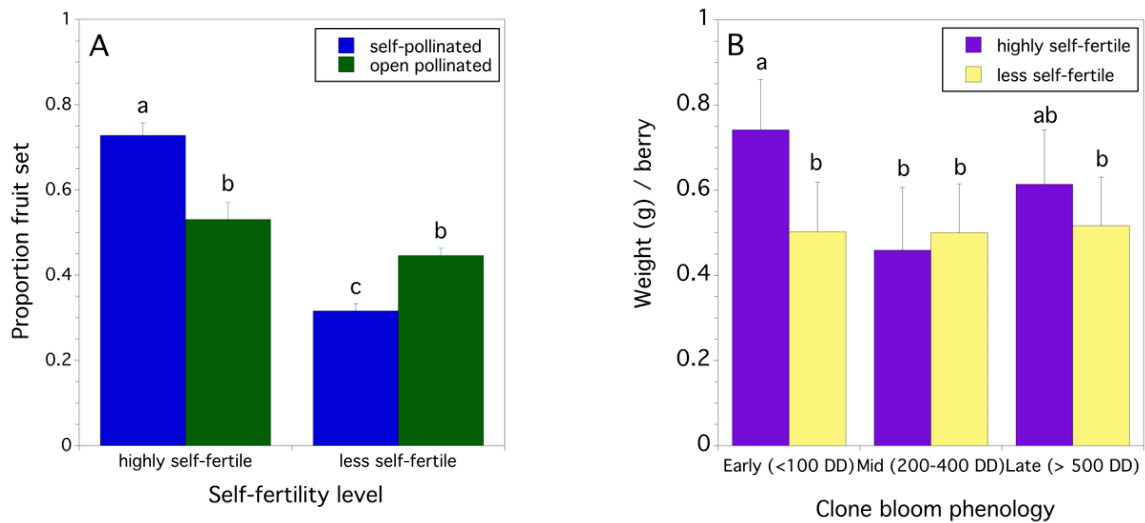 A
self-pollinated
open pollinated
1
0.8
0.6
0.4
0.2
0
Proportion fruit set
a
b
c
b
highly self-fertile
less self-fertile
Self-fertility level
B
highly self-fertile
less self-fertile
1
0.8
0.6
0.4
0.2
0
Weight (g) / berry
a
b
b
b
ab
b
Early (<100 DD)
Mid (200-400 DD)
Late (> 500 DD)
Clone bloom phenology